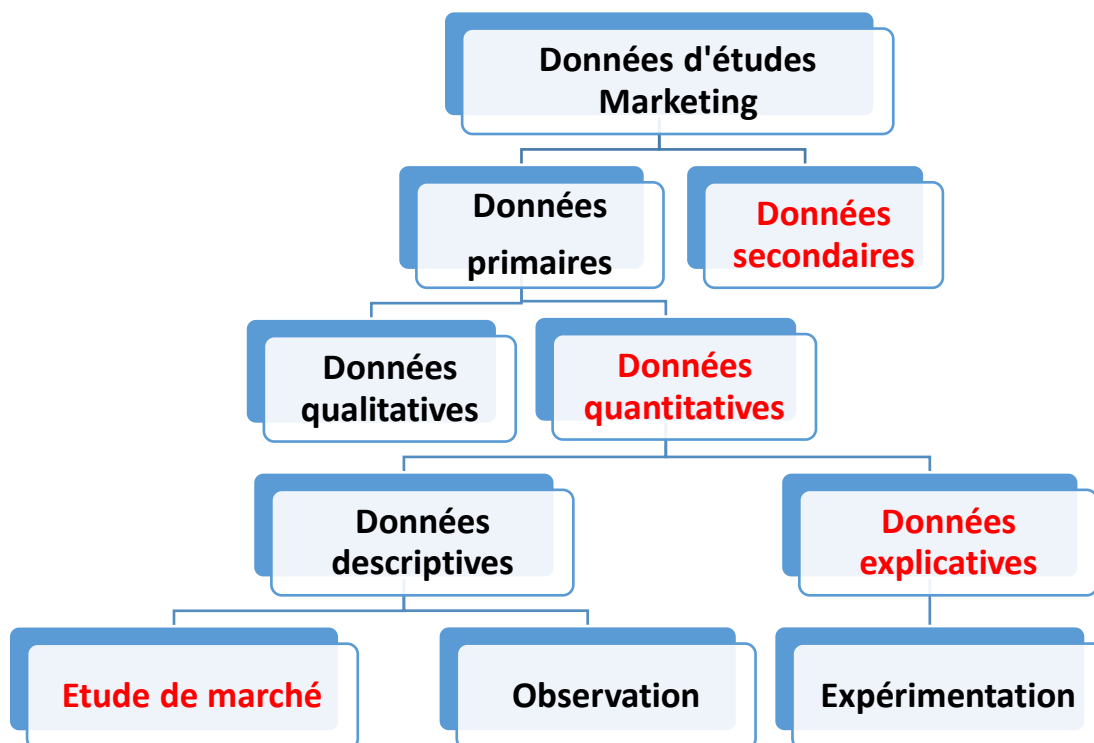 Données d'études
Marketing
Données
primaires
Données
secondaires
Données
qualitatives
Données
quantitatives
Données
descriptives
Données
explicatives
Etude de marché
Observation
Expérimentation